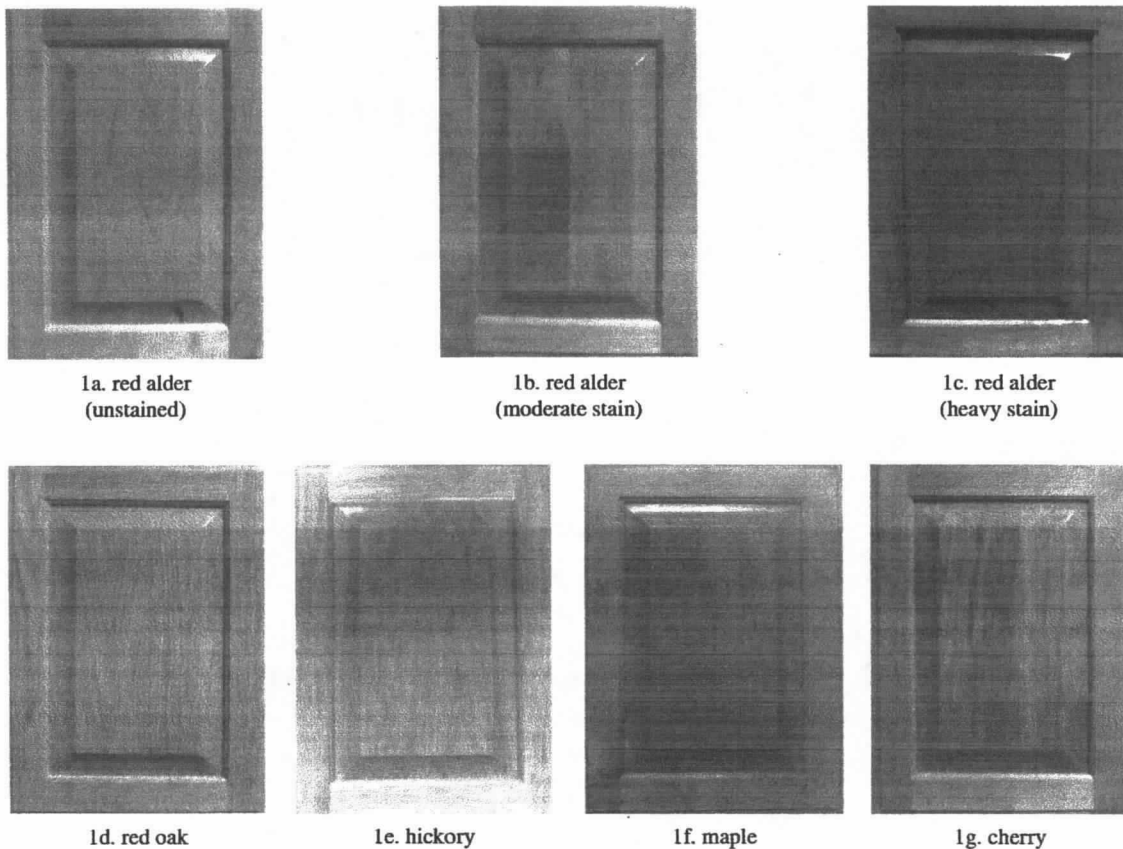 1a. red alder
(unstained)
1b. red alder
(moderate stain)
1c. red alder
(heavy stain)
1d. red oak
1e. hickory
1f. maple
1g. cherry